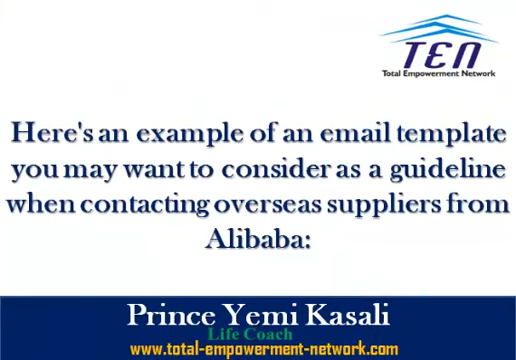 TEN
Total Empowerment Network
Here's an example of an email template
you may want to consider as a guideline
when contacting overseas suppliers from
Alibaba:
Prince Yemi Kasali
Life Coach
www.total-empowerment-network.com